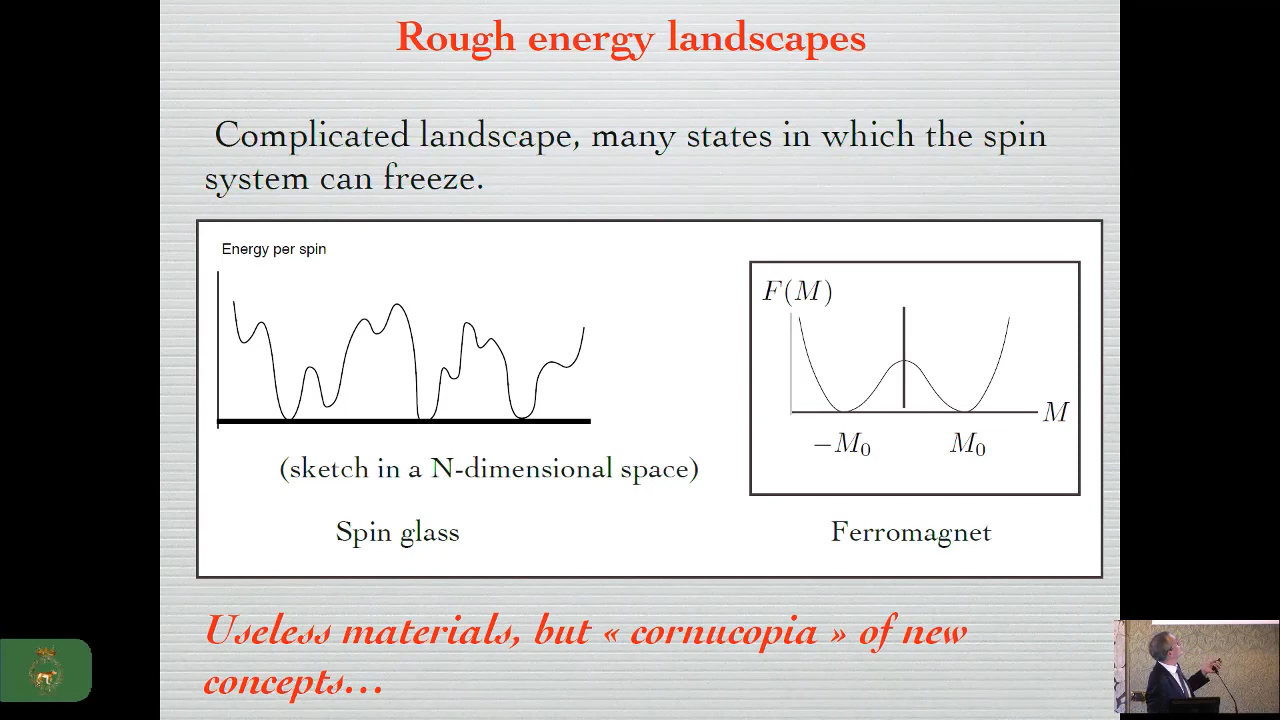 Rough energy landscapes
Complicated landscape, many states in which the spin
system can freeze.
Energy per spin
F(M)
M
−M₀
M₀
(sketch in a N-dimensional space)
Spin glass
Ferromagnet
Useless materials, but « cornucopia » of new
concepts...